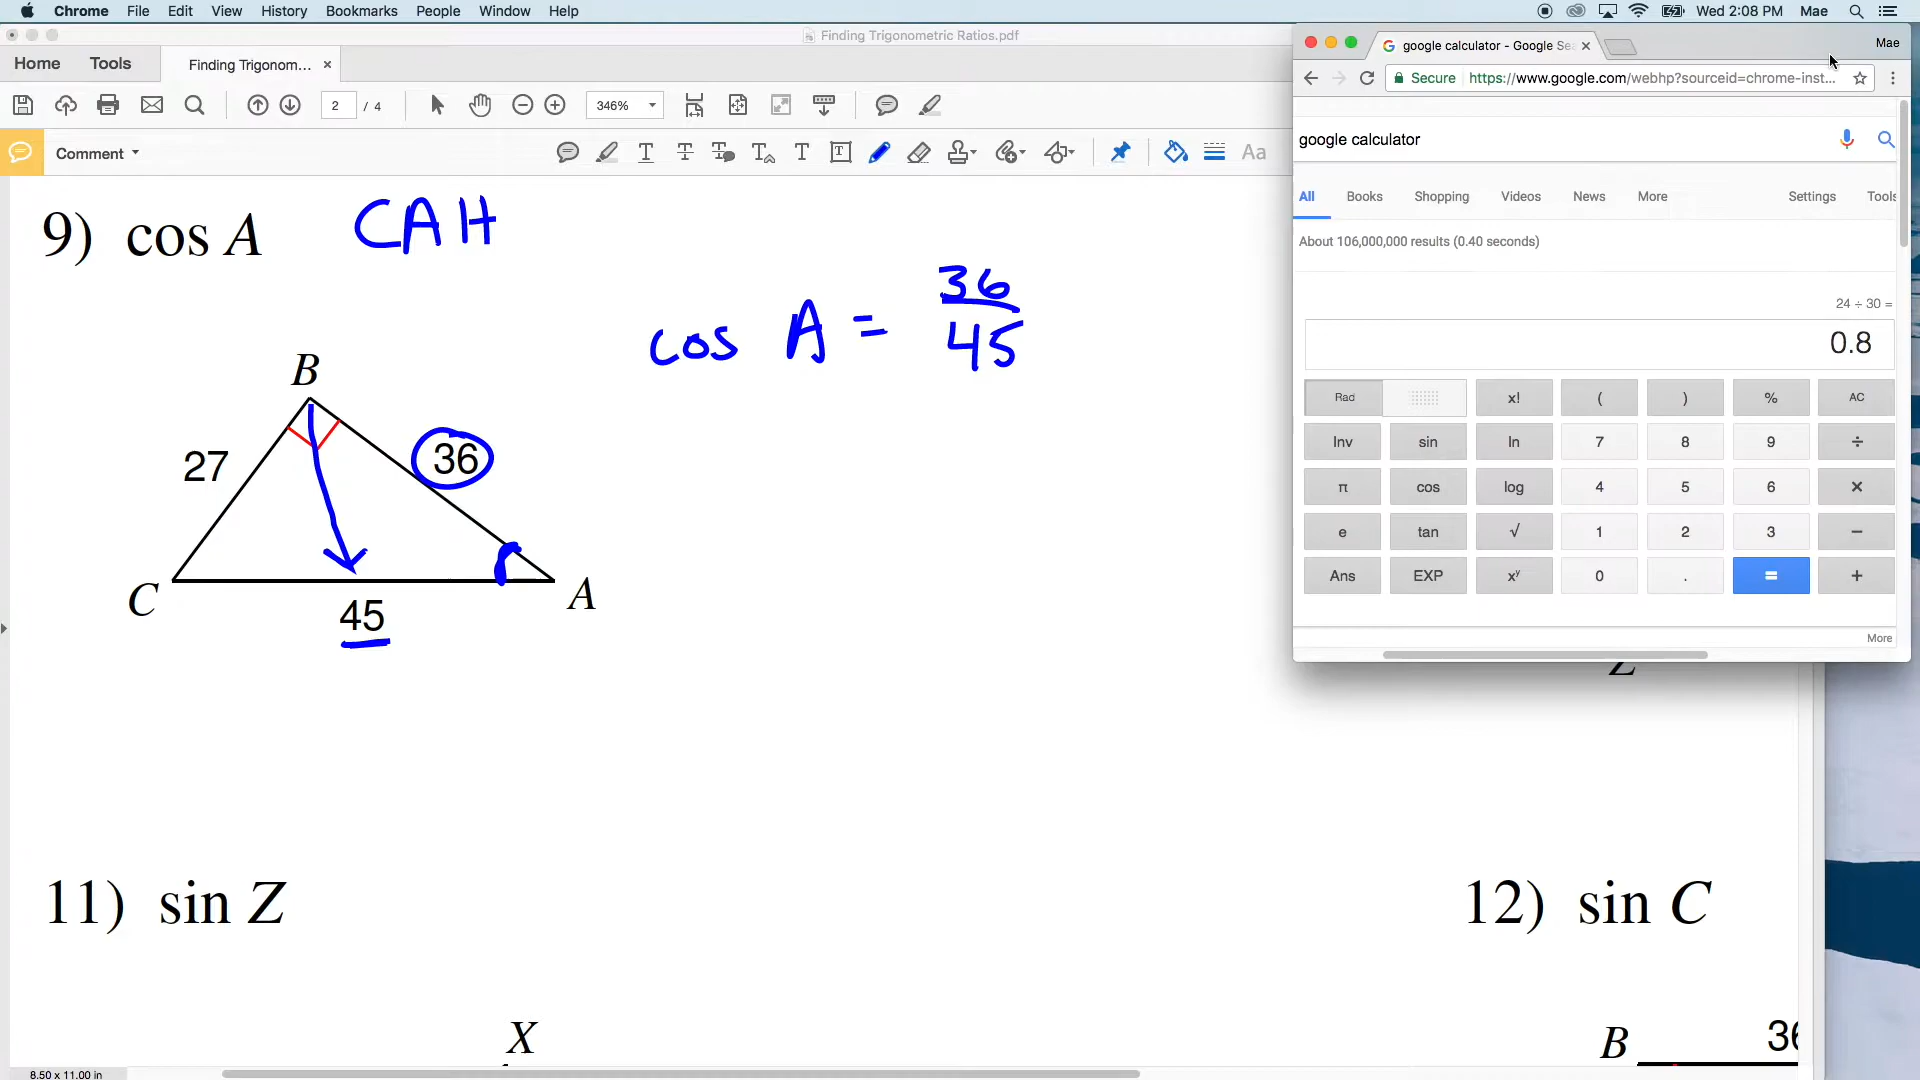 Chrome File Edit View History Bookmarks People Window Help Wed 2:08 PM Mae
Finding Trigonometric Ratios.pdf
Home Tools Finding Trigonom... ×
2 / 4 346%
Comment Aa
9) cos A CAH
cos A = 36
45
B
27 36
C A
45
11) sin Z
12) sin C
X
B 36
8.50 x 11.00 in
google calculator - Google Se × Mae
Secure https://www.google.com/webhp?sourceid=chrome-inst...
google calculator
All Books Shopping Videos News More Settings Tools
About 106,000,000 results (0.40 seconds)
24 ÷ 30 =
0.8
Rad x! ( ) % AC
Inv sin ln 7 8 9 ÷
π cos log 4 5 6 ×
e tan √ 1 2 3 −
Ans EXP xʸ 0 . = +
More
Z